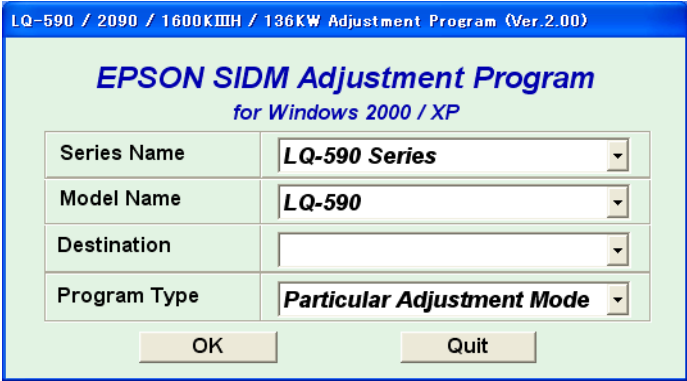 LQ-590 / 2090 / 1600KⅢH / 136KW Adjustment Program (Ver.2.00)
EPSON SIDM Adjustment Program
for Windows 2000 / XP
Series Name LQ-590 Series
Model Name LQ-590
Destination
Program Type Particular Adjustment Mode
OK Quit